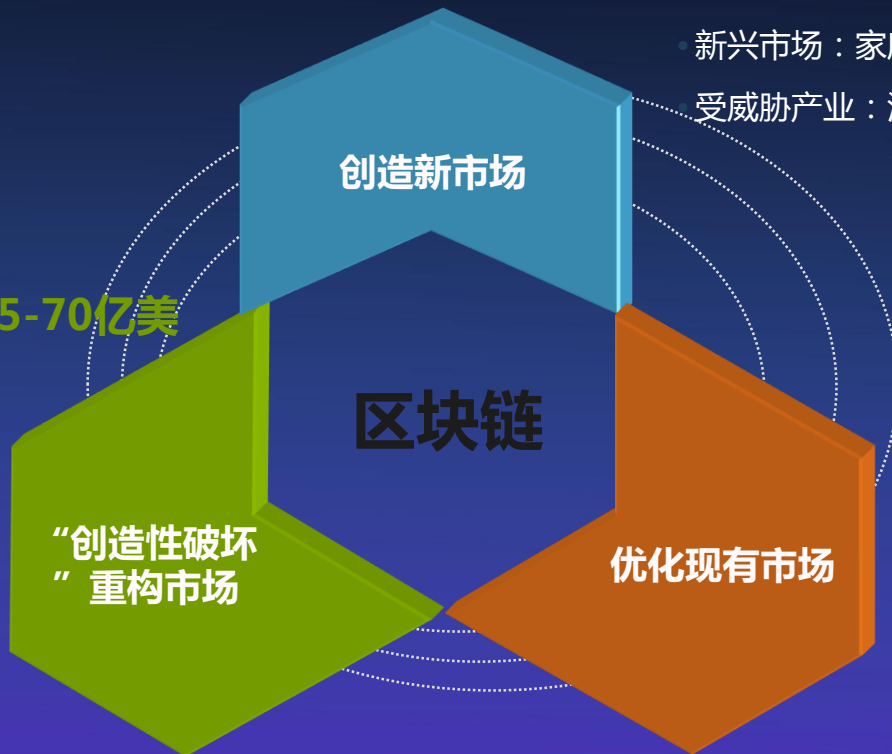 新兴市场：家
受威胁产业：
创造新市场
5-70亿美
区块链
“创造性破坏
”重构市场
优化现有市场